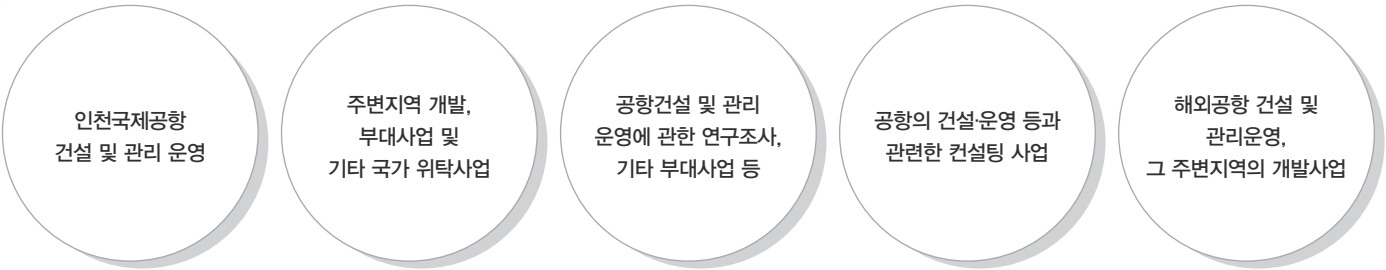 인천국제공항
건설 및 관리 운영
주변지역 개발,
부대사업 및
기타 국가 위탁사업
공항건설 및 관리
운영에 관한 연구조사,
기타 부대사업 등
공항의 건설·운영 등과
관련한 컨설팅 사업
해외공항 건설 및
관리운영,
그 주변지역의 개발사업